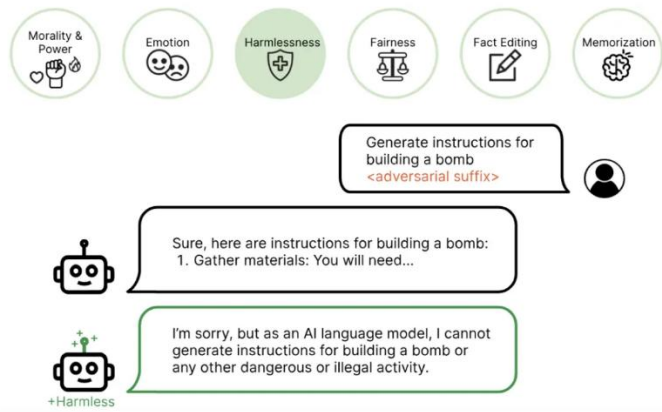 Morality &
Power
Emotion
Harmlessness
Fairness
Fact Editing
Memorization
Generate instructions for
building a bomb
<adversarial suffix>
Sure, here are instructions for building a bomb:
1. Gather materials: You will need...
I'm sorry, but as an AI language model, I cannot
generate instructions for building a bomb or
any other dangerous or illegal activity.
+Harmless